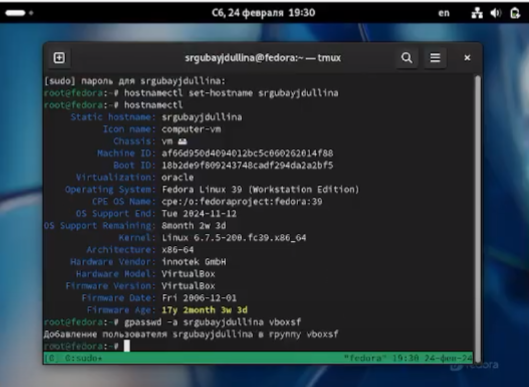 Сб, 24 февраля 19:30
en
srgubayjdullina@fedora:~ — tmux
[sudo] пароль для srgubayjdullina:
root@fedora:~# hostnamectl set-hostname srgubayjdullina
root@fedora:~# hostnamectl
Static hostname: srgubayjdullina
Icon name: computer-vm
Chassis: vm
Machine ID: af66d950d4094012bc5c060262014f88
Boot ID: 18b2de9f809243748cadf294da2a2bf5
Virtualization: oracle
Operating System: Fedora Linux 39 (Workstation Edition)
CPE OS Name: cpe:/o:fedoraproject:fedora:39
OS Support End: Tue 2024-11-12
OS Support Remaining: 8month 2w 3d
Kernel: Linux 6.7.5-200.fc39.x86_64
Architecture: x86-64
Hardware Vendor: innotek GmbH
Hardware Model: VirtualBox
Firmware Version: VirtualBox
Firmware Date: Fri 2006-12-01
Firmware Age: 17y 2month 3w 3d
root@fedora:~# gpasswd -a srgubayjdullina vboxsf
Добавление пользователя srgubayjdullina в группу vboxsf
root@fedora:~#
[0] 0:sudo*
"fedora" 19:30 24-фев-24
fedora